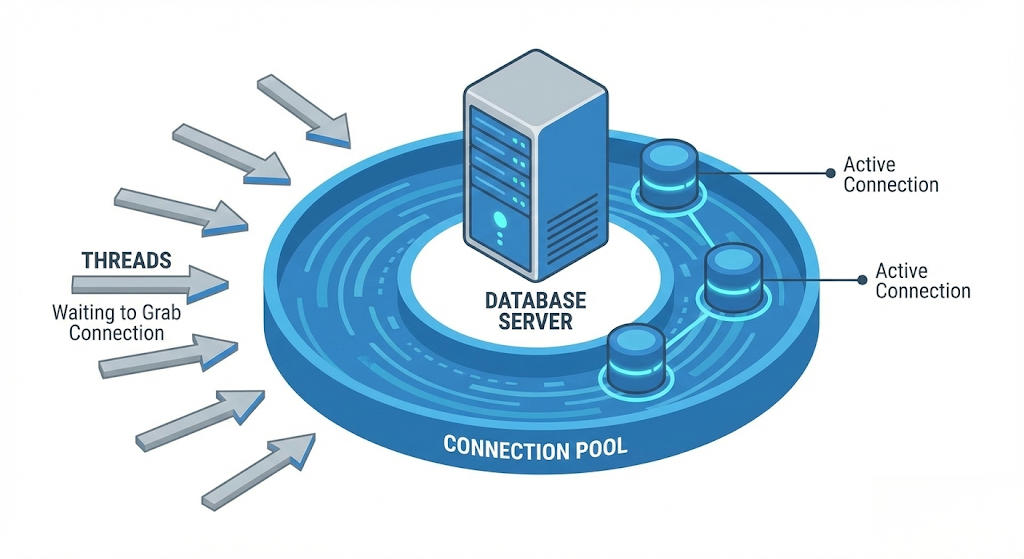 THREADS
Waiting to Grab
Connection
DATABASE
SERVER
CONNECTION POOL
Active
Connection
Active
Connection